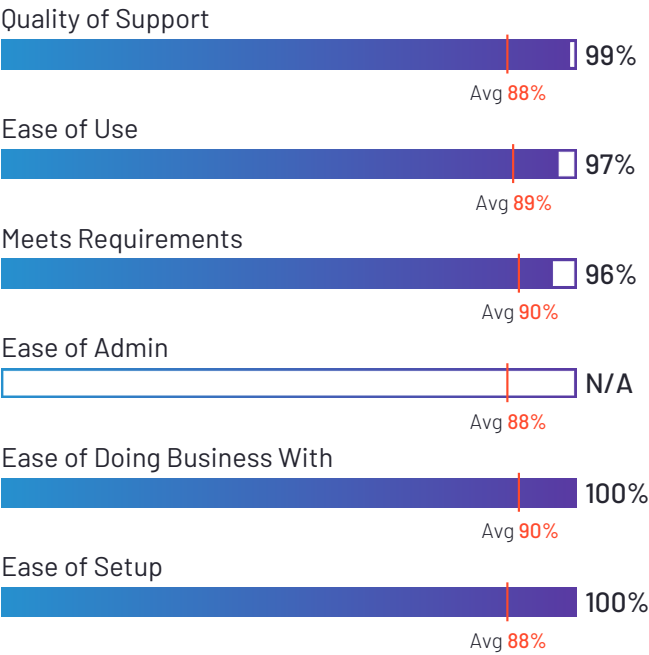 Quality of Support
99%
Avg 88%
Ease of Use
97%
Avg 89%
Meets Requirements
96%
Avg 90%
Ease of Admin
N/A
Avg 88%
Ease of Doing Business With
100%
Avg 90%
Ease of Setup
100%
Avg 88%